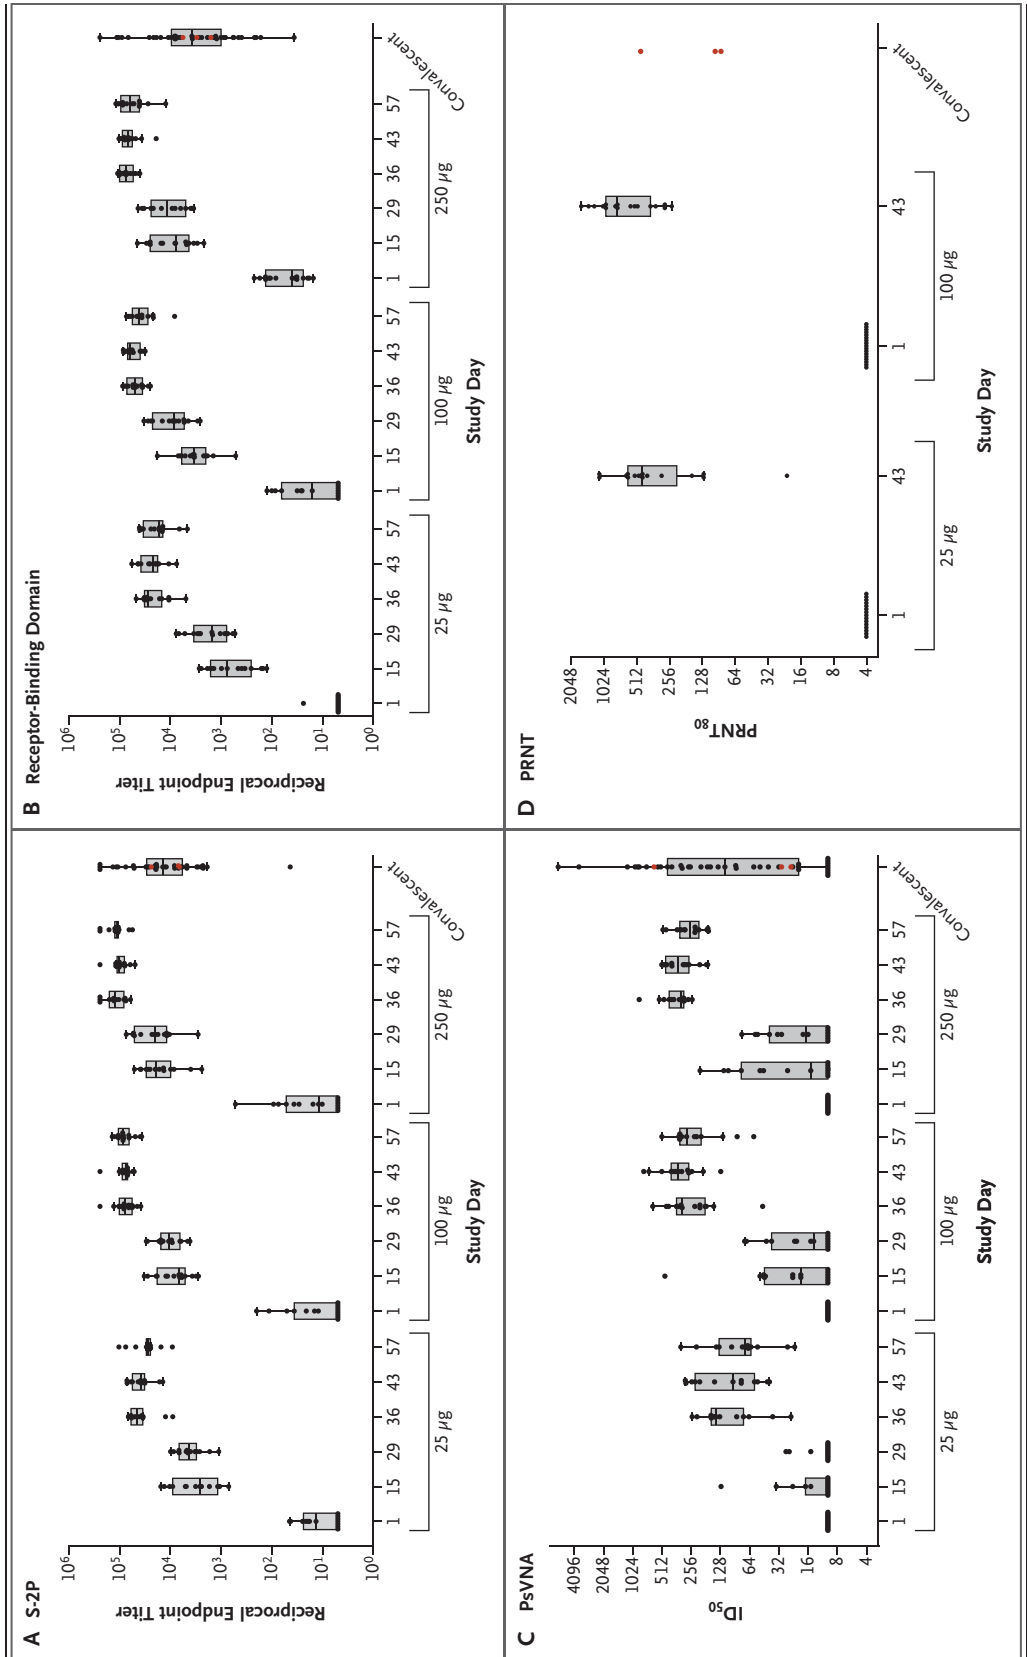 A S-2P
Reciprocal Endpoint Titer
10⁶
10⁵
10⁴
10³
10²
10¹
10⁰
1 15 29 36 43 57 1 15 29 36 43 57 1 15 29 36 43 57 Convalescent
25 μg 100 μg 250 μg
Study Day
B Receptor-Binding Domain
Reciprocal Endpoint Titer
10⁶
10⁵
10⁴
10³
10²
10¹
10⁰
1 15 29 36 43 57 1 15 29 36 43 57 1 15 29 36 43 57 Convalescent
25 μg 100 μg 250 μg
Study Day
C PsVNA
ID₅₀
4096
2048
1024
512
256
128
64
32
16
8
4
1 15 29 36 43 57 1 15 29 36 43 57 1 15 29 36 43 57 Convalescent
25 μg 100 μg 250 μg
Study Day
D PRNT
PRNT₈₀
2048
1024
512
256
128
64
32
16
8
4
1 43 1 43 Convalescent
25 μg 100 μg
Study Day